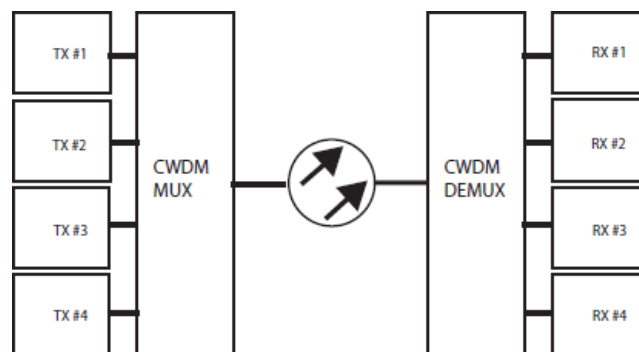 TX #1
TX #2
TX #3
TX #4
CWDM
MUX
CWDM
DEMUX
RX #1
RX #2
RX #3
RX #4